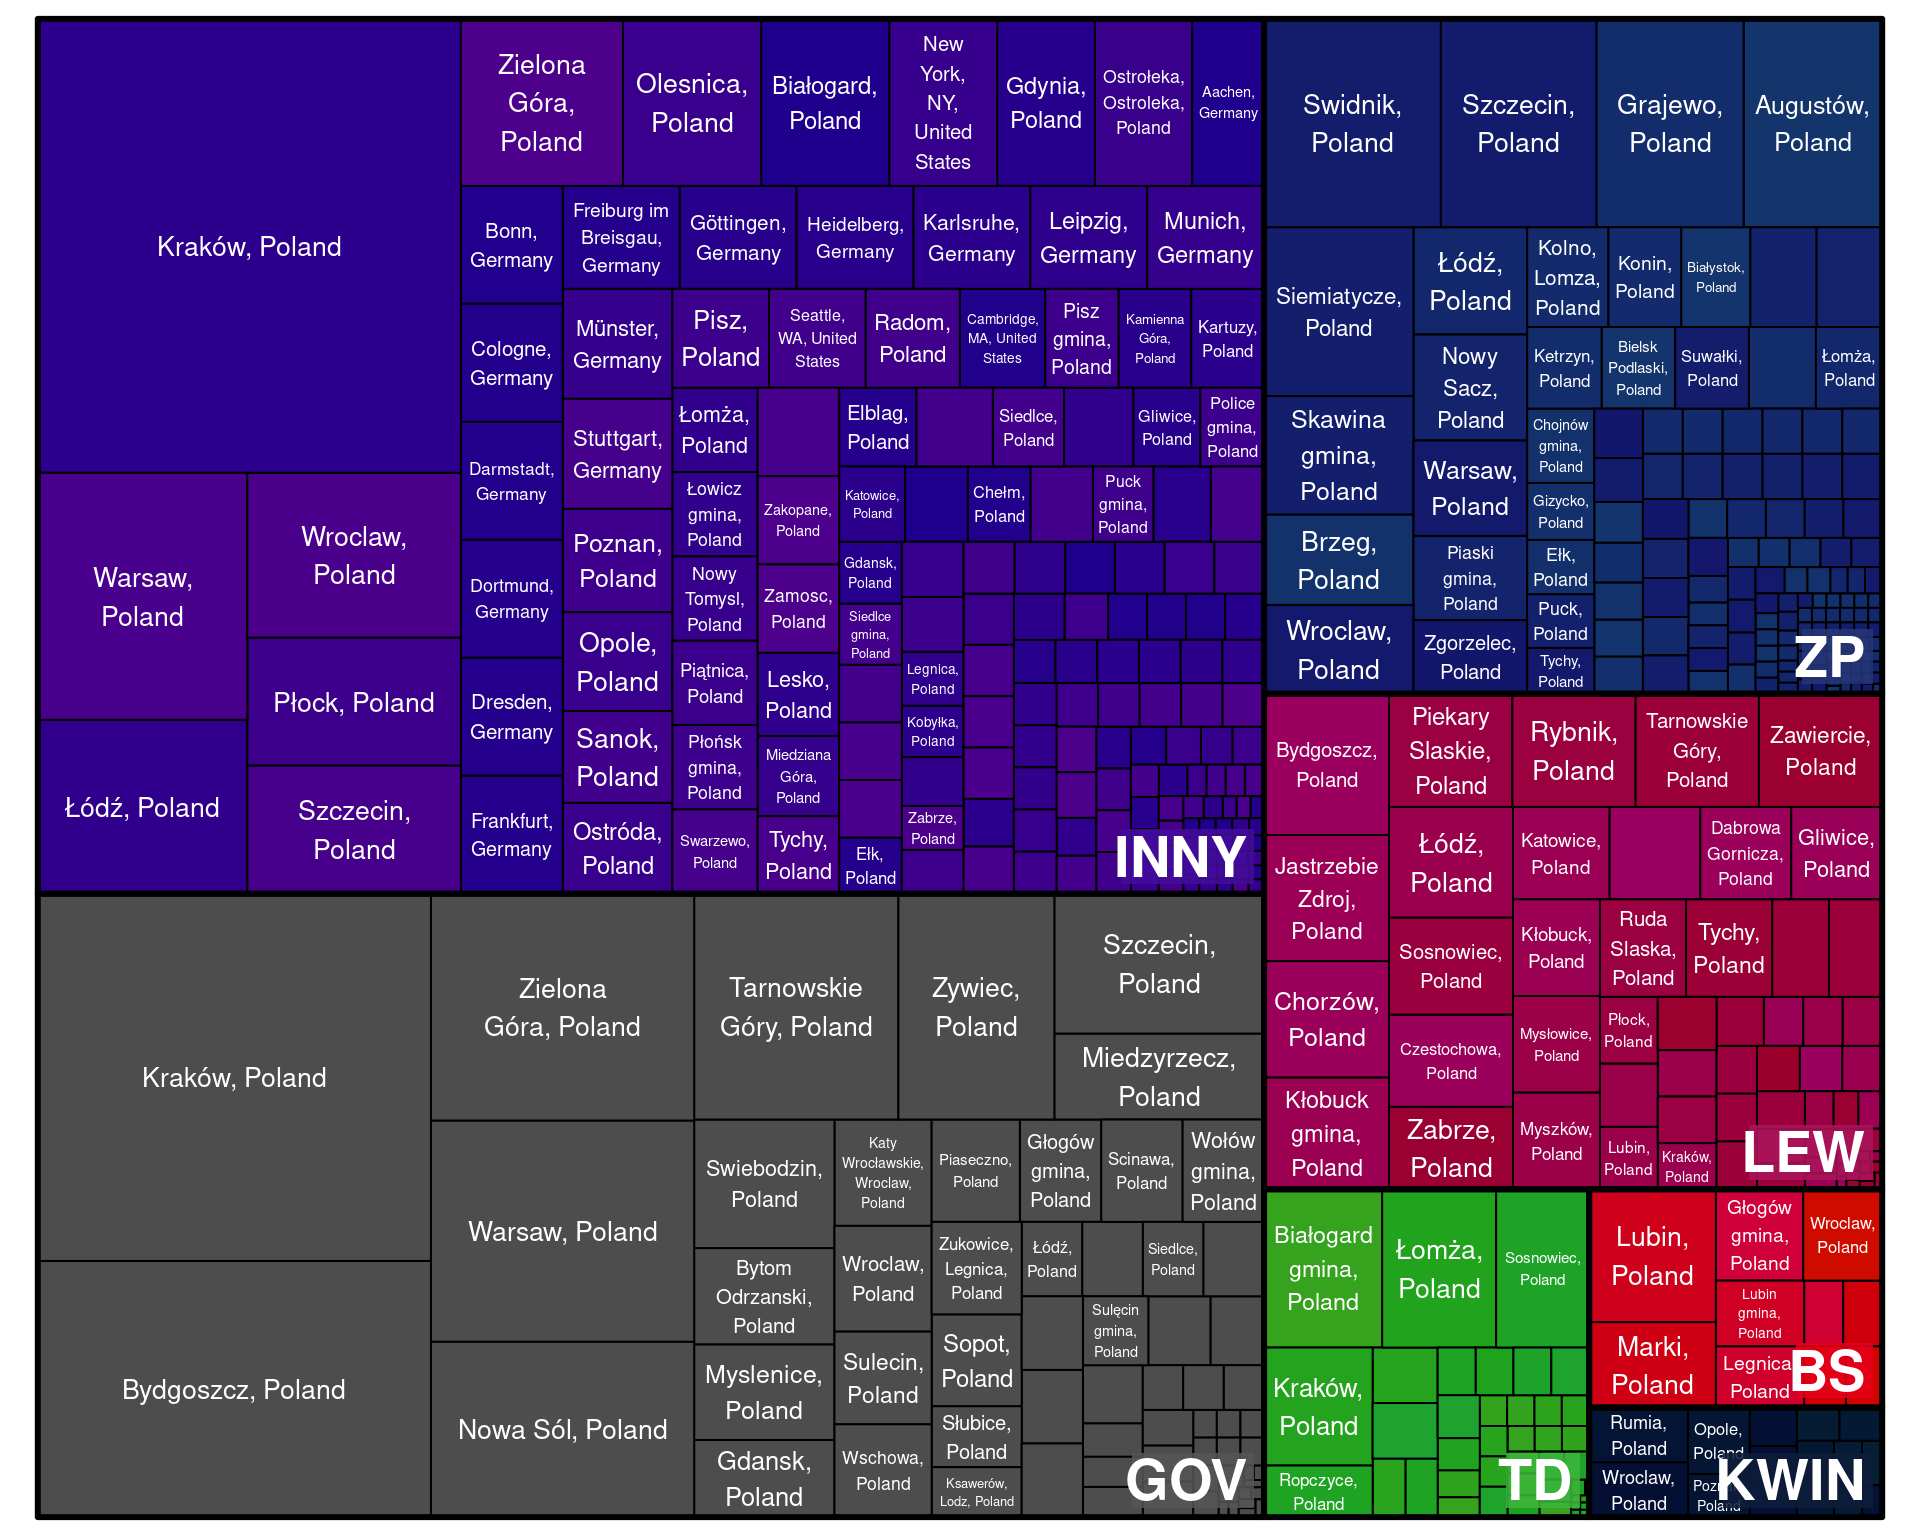 Kraków, Poland
Warsaw,
Poland
Wroclaw,
Poland
Płock, Poland
Łódź, Poland
Szczecin,
Poland
Zielona
Góra,
Poland
Olesnica,
Poland
Białogard,
Poland
New
York,
NY,
United
States
Gdynia,
Poland
Ostrołeka,
Ostroleka,
Poland
Aachen,
Germany
Bonn,
Germany
Cologne,
Germany
Darmstadt,
Germany
Dortmund,
Germany
Dresden,
Germany
Frankfurt,
Germany
Freiburg im
Breisgau,
Germany
Göttingen,
Germany
Heidelberg,
Germany
Karlsruhe,
Germany
Leipzig,
Germany
Munich,
Germany
Münster,
Germany
Stuttgart,
Germany
Poznan,
Poland
Opole,
Poland
Sanok,
Poland
Ostróda,
Poland
Pisz,
Poland
Seattle,
WA, United
States
Radom,
Poland
Cambridge,
MA, United
States
Pisz
gmina,
Poland
Kamienna
Góra,
Poland
Kartuzy,
Poland
Łomża,
Poland
Łowicz
gmina,
Poland
Nowy
Tomysl,
Poland
Piątnica,
Poland
Płońsk
gmina,
Poland
Swarzewo,
Poland
Zakopane,
Poland
Zamosc,
Poland
Lesko,
Poland
Miedziana
Góra,
Poland
Tychy,
Poland
Elblag,
Poland
Siedlce,
Poland
Gliwice,
Poland
Police
gmina,
Poland
Katowice,
Poland
Chełm,
Poland
Puck
gmina,
Poland
Gdansk,
Poland
Siedlce
gmina,
Poland
Ełk,
Poland
Legnica,
Poland
Kobyłka,
Poland
Zabrze,
Poland
INNY
Swidnik,
Poland
Szczecin,
Poland
Grajewo,
Poland
Augustów,
Poland
Siemiatycze,
Poland
Skawina
gmina,
Poland
Brzeg,
Poland
Wroclaw,
Poland
Łódź,
Poland
Nowy
Sacz,
Poland
Warsaw,
Poland
Piaski
gmina,
Poland
Zgorzelec,
Poland
Kolno,
Lomza,
Poland
Konin,
Poland
Białystok,
Poland
Ketrzyn,
Poland
Bielsk
Podlaski,
Poland
Suwałki,
Poland
Łomża,
Poland
Chojnów
gmina,
Poland
Gizycko,
Poland
Ełk,
Poland
Puck,
Poland
Tychy,
Poland
ZP
Bydgoszcz,
Poland
Jastrzebie
Zdroj,
Poland
Chorzów,
Poland
Kłobuck
gmina,
Poland
Piekary
Slaskie,
Poland
Rybnik,
Poland
Tarnowskie
Góry,
Poland
Zawiercie,
Poland
Łódź,
Poland
Sosnowiec,
Poland
Czestochowa,
Poland
Zabrze,
Poland
Katowice,
Poland
Dabrowa
Gornicza,
Poland
Gliwice,
Poland
Kłobuck,
Poland
Ruda
Slaska,
Poland
Tychy,
Poland
Mysłowice,
Poland
Myszków,
Poland
Płock,
Poland
Lubin,
Poland
Kraków,
Poland
LEW
Kraków, Poland
Bydgoszcz, Poland
Zielona
Góra, Poland
Warsaw, Poland
Nowa Sól, Poland
Tarnowskie
Góry, Poland
Zywiec,
Poland
Szczecin,
Poland
Miedzyrzecz,
Poland
Swiebodzin,
Poland
Bytom
Odrzanski,
Poland
Myslenice,
Poland
Gdansk,
Poland
Katy
Wrocławskie,
Wroclaw,
Poland
Wroclaw,
Poland
Sulecin,
Poland
Wschowa,
Poland
Piaseczno,
Poland
Głogów
gmina,
Poland
Scinawa,
Poland
Wołów
gmina,
Poland
Zukowice,
Legnica,
Poland
Sopot,
Poland
Słubice,
Poland
Ksawerów,
Lodz, Poland
Łódź,
Poland
Siedlce,
Poland
Sulęcin
gmina,
Poland
GOV
Białogard
gmina,
Poland
Łomża,
Poland
Sosnowiec,
Poland
Kraków,
Poland
Ropczyce,
Poland
TD
Lubin,
Poland
Marki,
Poland
Głogów
gmina,
Poland
Wroclaw,
Poland
Lubin
gmina,
Poland
Legnica,
Poland
BS
Rumia,
Poland
Wroclaw,
Poland
Opole,
Poland
Poland
KWIN